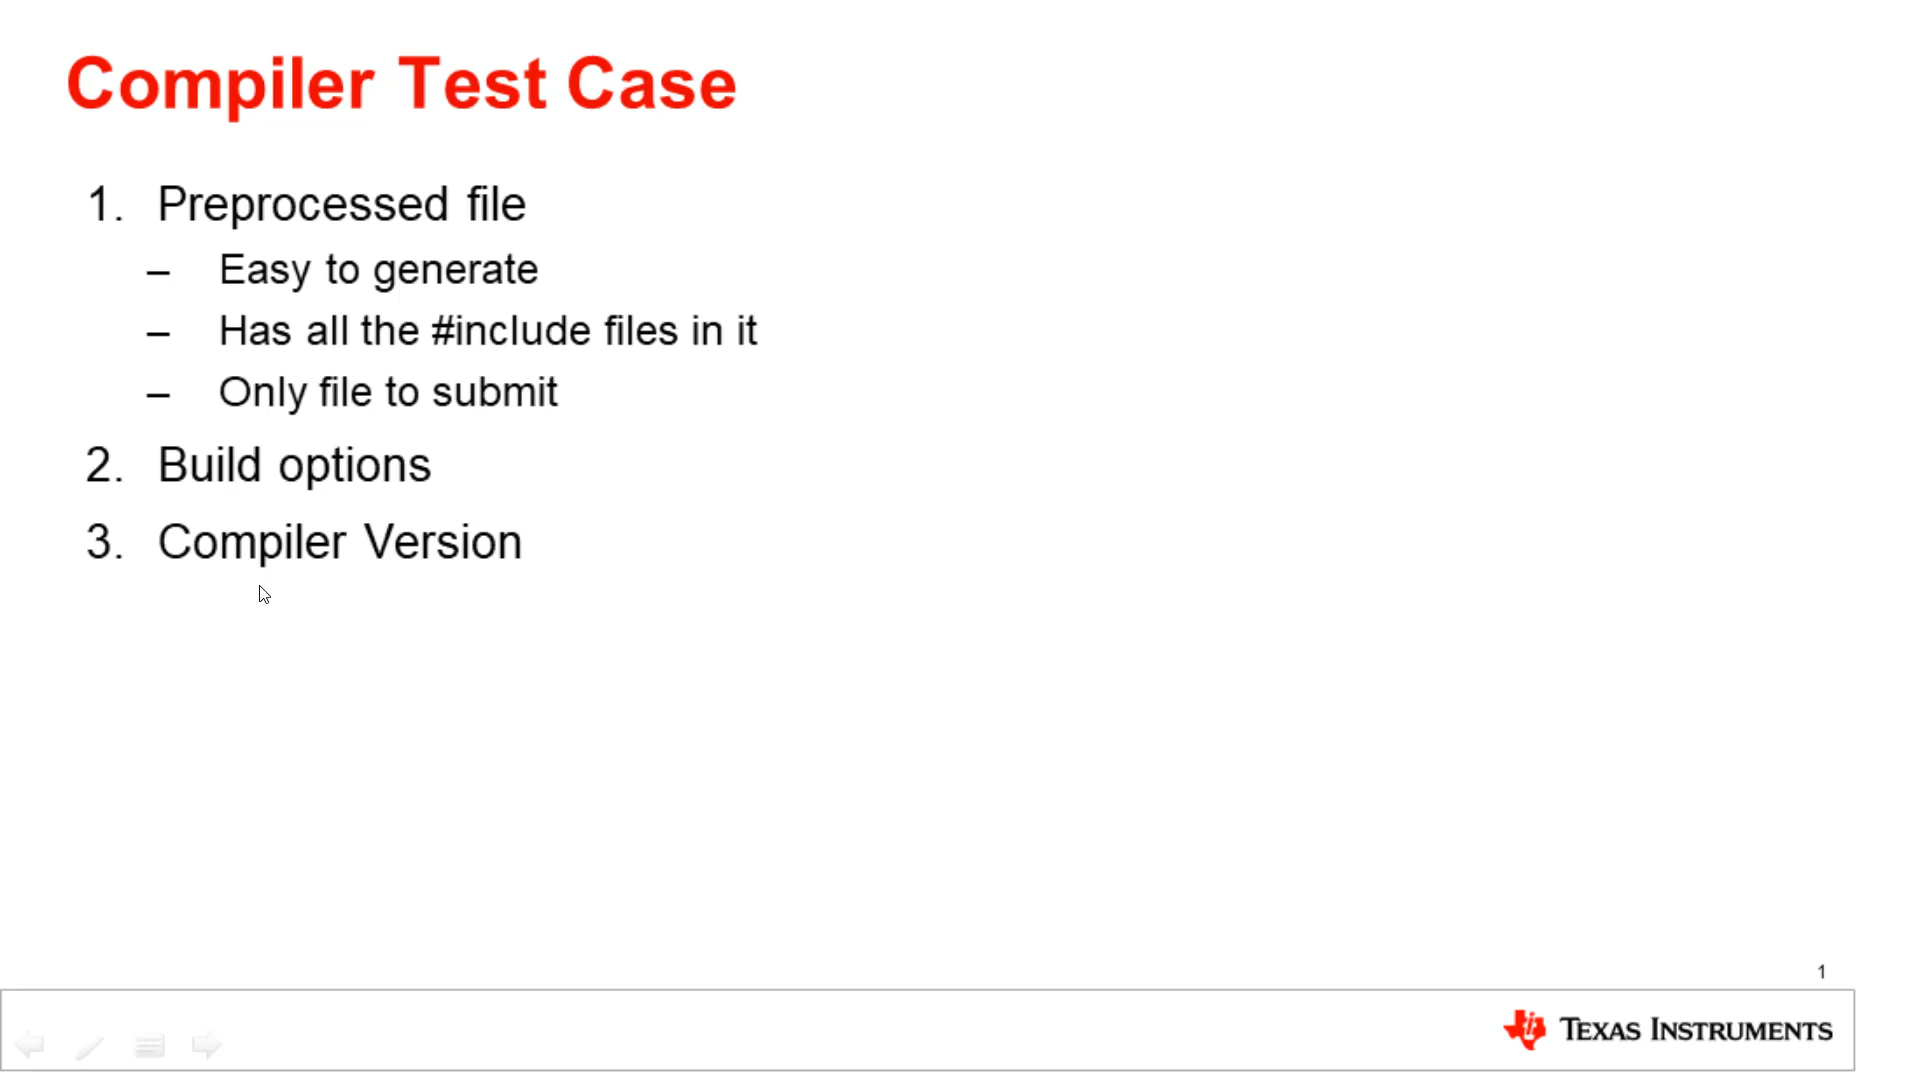 Compiler Test Case
1. Preprocessed file
– Easy to generate
– Has all the #include files in it
– Only file to submit
2. Build options
3. Compiler Version
1
TEXAS INSTRUMENTS